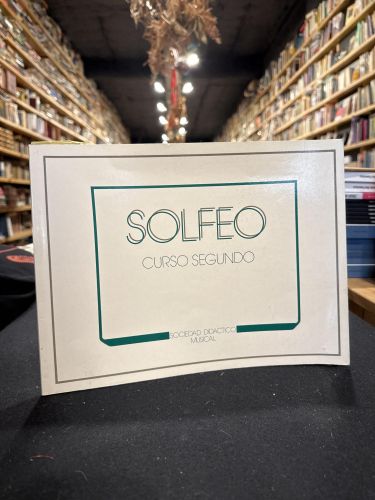 SOLFEO
CURSO SEGUNDO
SOCIEDAD DIDACTICO
MUSICAL